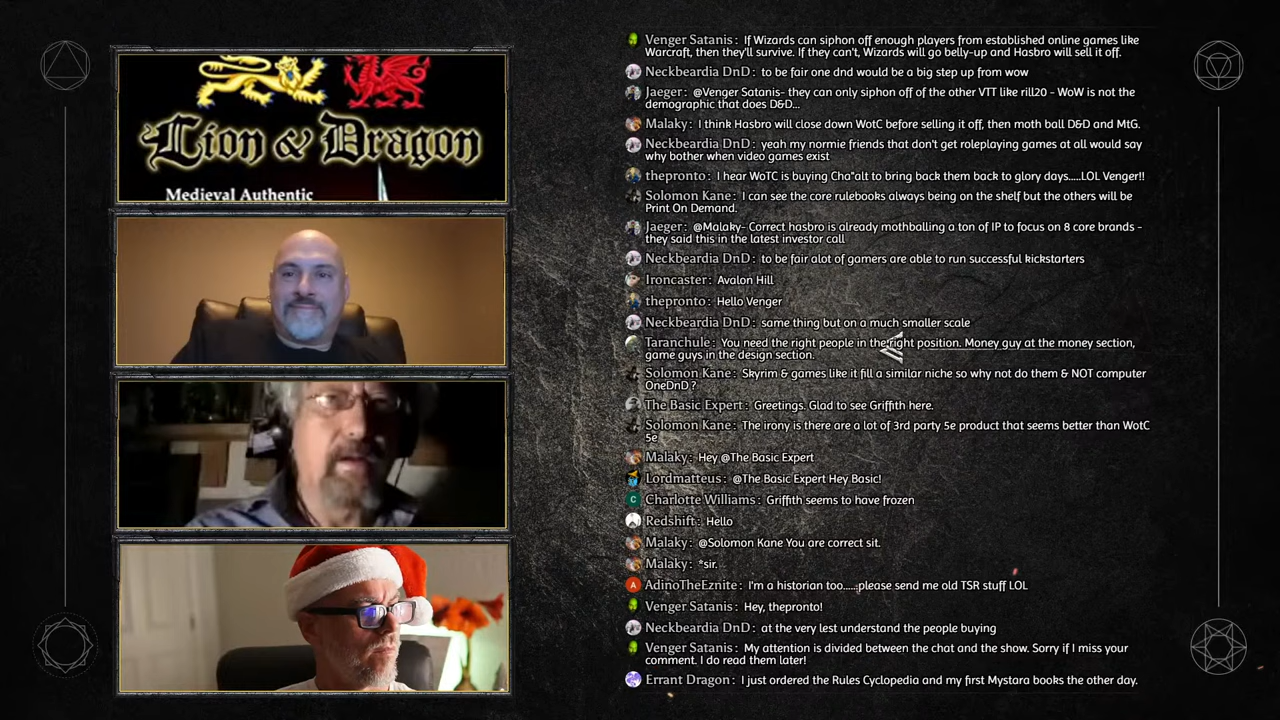 Lion & Dragon
Medieval Authentic
Venger Satanis: If Wizards can siphon off enough players from established online games like
Warcraft, then they'll survive. If they can't, Wizards will go belly-up and Hasbro will sell it off.
Neckbeardia DnD: to be fair one dnd would be a big step up from wow
Jaeger: @Venger Satanis- they can only siphon off of the other VTT like rill20 - WoW is not the
demographic that does D&D...
Malaky: I think Hasbro will close down WotC before selling it off, then moth ball D&D and MtG.
Neckbeardia DnD: yeah my normie friends that don't get roleplaying games at all would say
why bother when video games exist
thepronto: I hear WoTC is buying Cha'alt to bring back them back to glory days.....LOL Venger!!
Solomon Kane: I can see the core rulebooks always being on the shelf but the others will be
Print On Demand.
Jaeger: @Malaky- Correct hasbro is already mothballing a ton of IP to focus on 8 core brands -
they said this in the latest investor call
Neckbeardia DnD: to be fair alot of gamers are able to run successful kickstarters
Ironcaster: Avalon Hill
thepronto: Hello Venger
Neckbeardia DnD: same thing but on a much smaller scale
Taranchule: You need the right people in the right position. Money guy at the money section,
game guys in the design section.
Solomon Kane: Skyrim & games like it fill a similar niche so why not do them & NOT computer
OneDnD ?
The Basic Expert: Greetings. Glad to see Griffith here.
Solomon Kane: The irony is there are a lot of 3rd party 5e product that seems better than WotC
5e
Malaky: Hey @The Basic Expert
Lordmatteus: @The Basic Expert Hey Basic!
C Charlotte Williams: Griffith seems to have frozen
Redshift: Hello
Malaky: @Solomon Kane You are correct sit.
Malaky: *sir.
A AdinoTheEznite: I'm a historian too......please send me old TSR stuff LOL
Venger Satanis: Hey, thepronto!
Neckbeardia DnD: at the very lest understand the people buying
Venger Satanis: My attention is divided between the chat and the show. Sorry if I miss your
comment. I do read them later!
Errant Dragon: I just ordered the Rules Cyclopedia and my first Mystara books the other day.